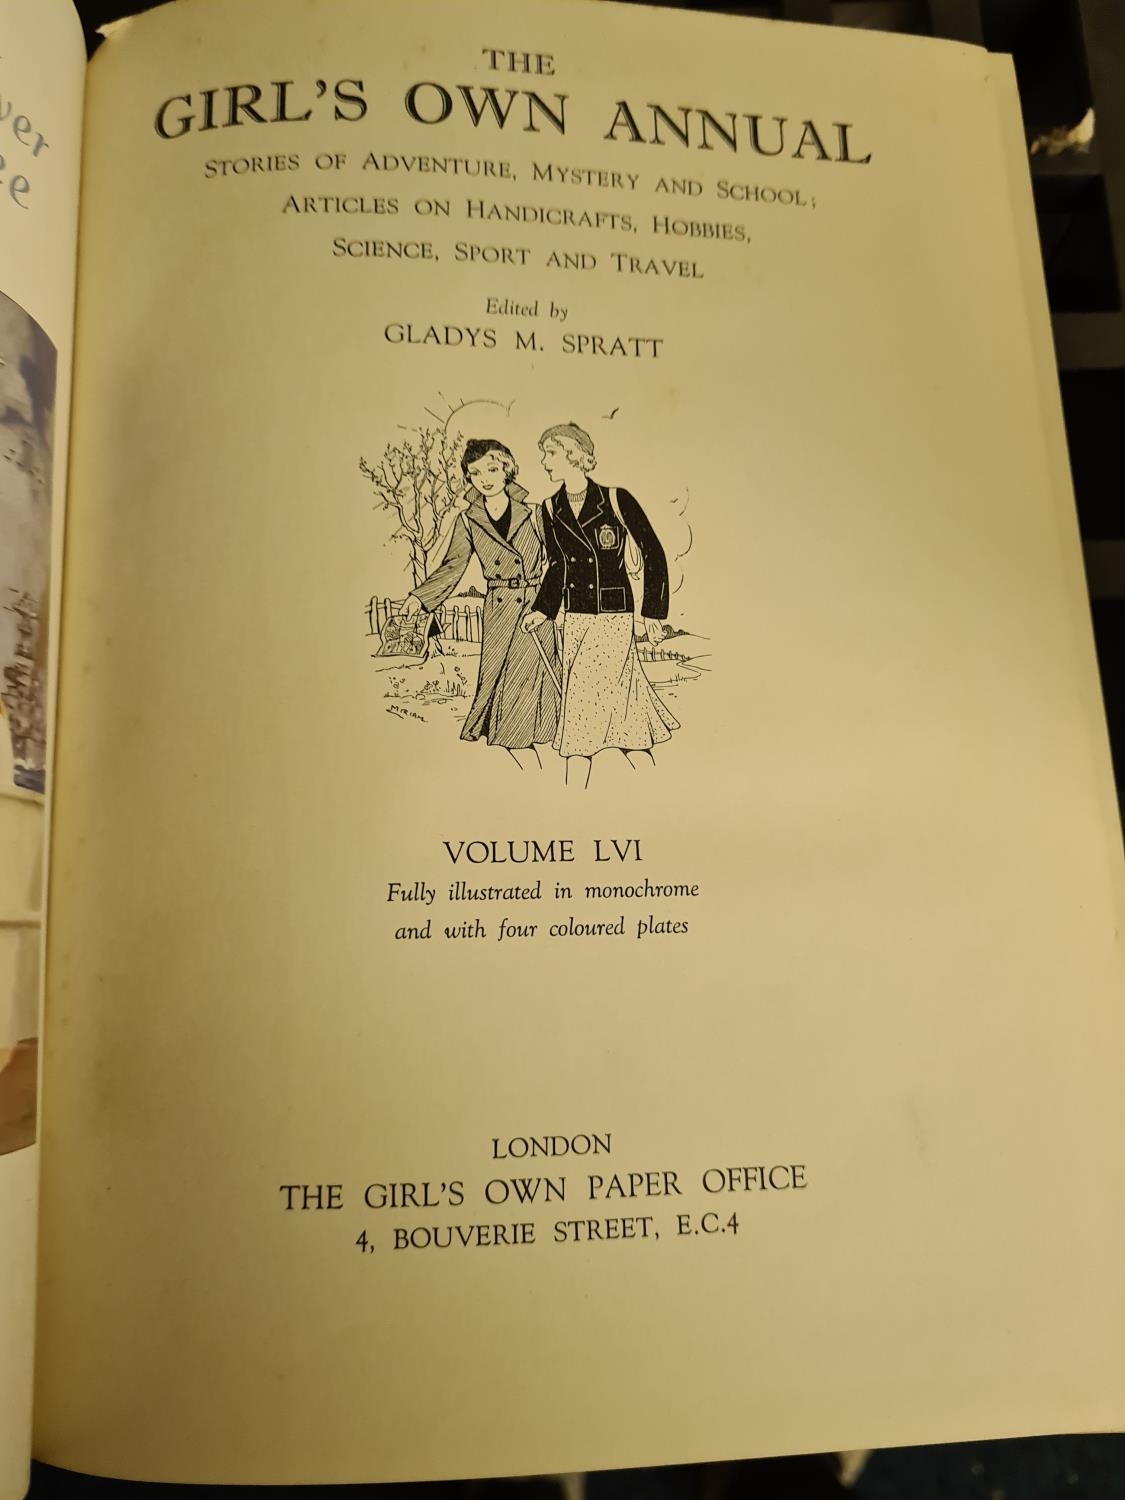 THE
GIRL'S OWN ANNUAL
STORIES OF ADVENTURE, MYSTERY AND SCHOOL;
ARTICLES ON HANDICRAFTS, HOBBIES,
SCIENCE, SPORT AND TRAVEL
Edited by
GLADYS M. SPRATT
MIRIAM
VOLUME LVI
Fully illustrated in monochrome
and with four coloured plates
LONDON
THE GIRL'S OWN PAPER OFFICE
4, BOUVERIE STREET, E.C.4